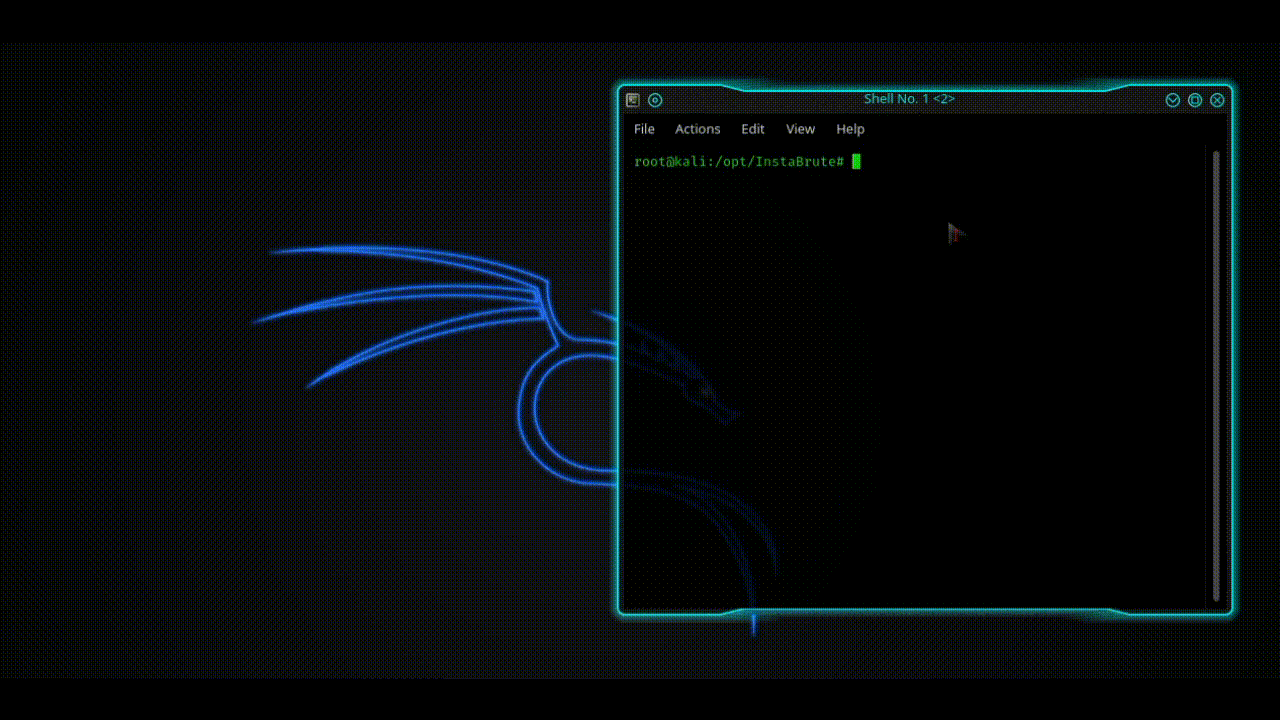 Shell No. 1 <2>
File Actions Edit View Help
root@kali:/opt/InstaBrute#